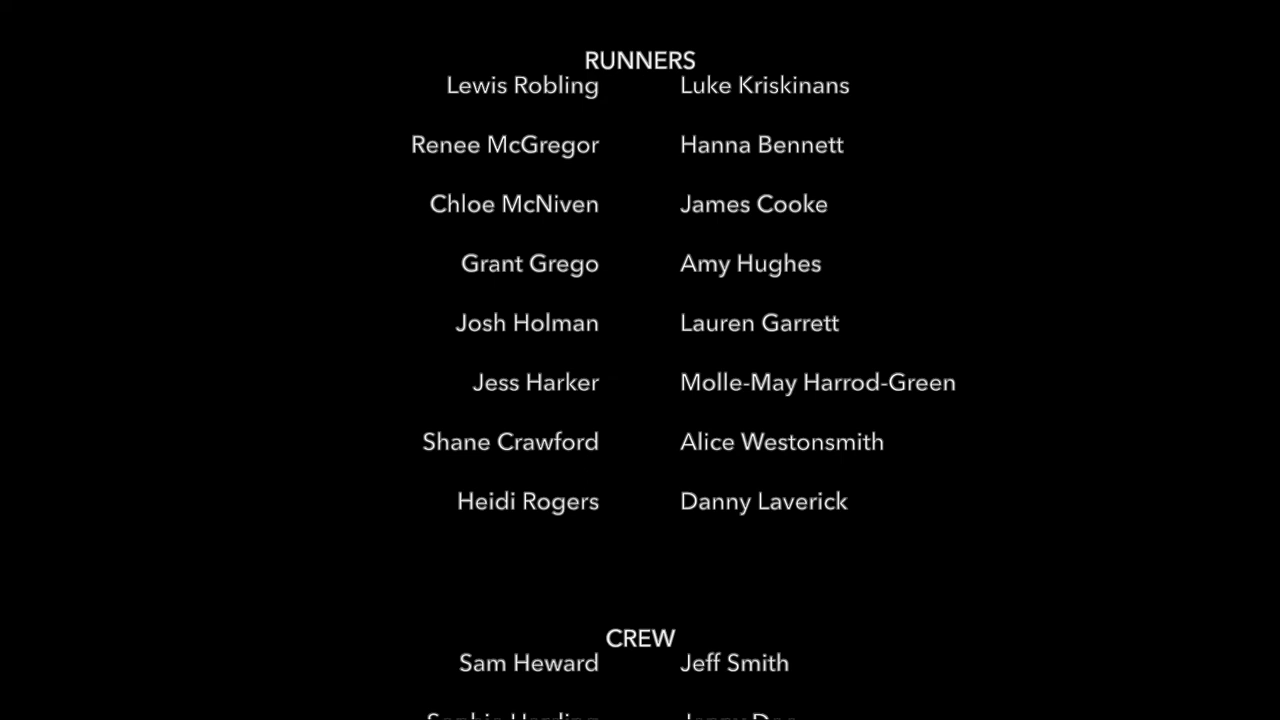 RUNNERS
Lewis Robling Luke Kriskinans
Renee McGregor Hanna Bennett
Chloe McNiven James Cooke
Grant Grego Amy Hughes
Josh Holman Lauren Garrett
Jess Harker Molle-May Harrod-Green
Shane Crawford Alice Westonsmith
Heidi Rogers Danny Laverick
CREW
Sam Heward Jeff Smith